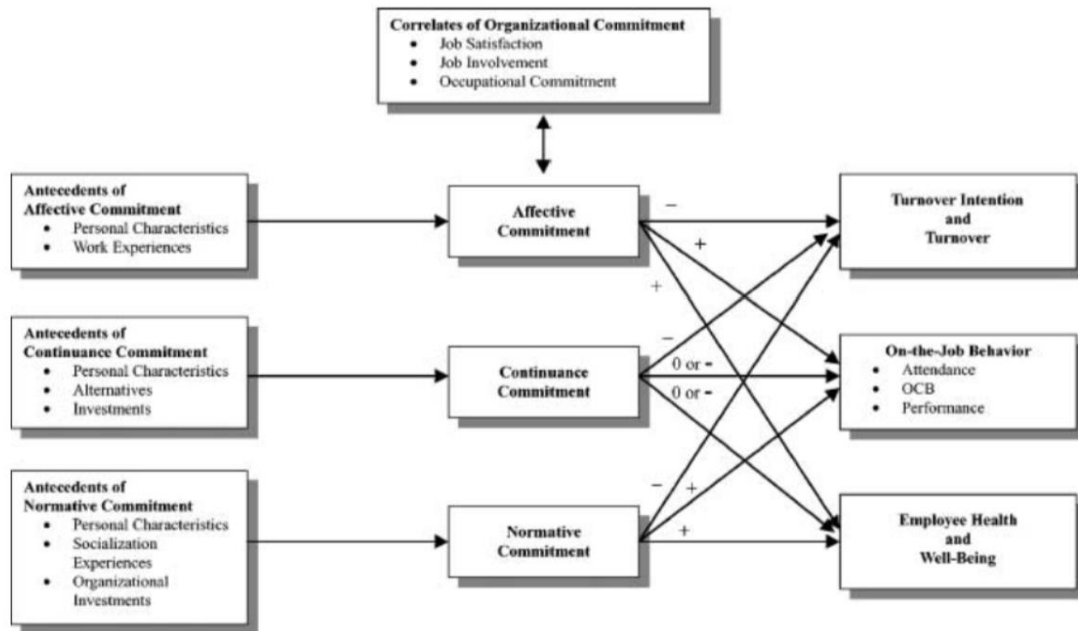 Correlates of Organizational Commitment
• Job Satisfaction
• Job Involvement
• Occupational Commitment
Antecedents of
Affective Commitment
• Personal Characteristics
• Work Experiences
Affective
Commitment
Turnover Intention
and
Turnover
−
+
+
Antecedents of
Continuance Commitment
• Personal Characteristics
• Alternatives
• Investments
Continuance
Commitment
−
0 or -
0 or -
On-the-Job Behavior
• Attendance
• OCB
• Performance
Antecedents of
Normative Commitment
• Personal Characteristics
• Socialization
Experiences
• Organizational
Investments
Normative
Commitment
−
+
+
Employee Health
and
Well-Being